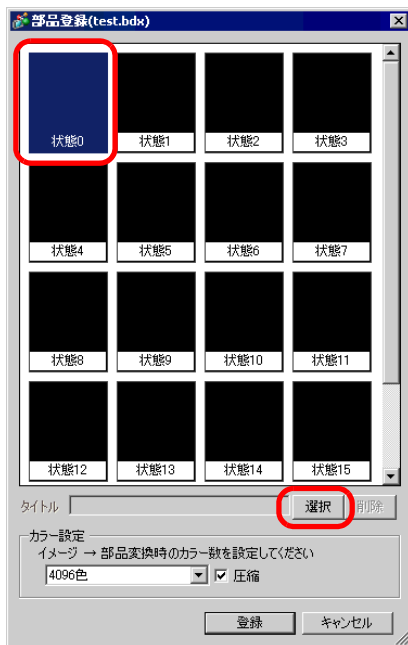 部品登録(test.bdx)
状態0 状態1 状態2 状態3
状態4 状態5 状態6 状態7
状態8 状態9 状態10 状態11
状態12 状態13 状態14 状態15
タイトル 選択 削除
カラー設定
イメージ → 部品変換時のカラー数を設定してください
4096色 圧縮
登録 キャンセル